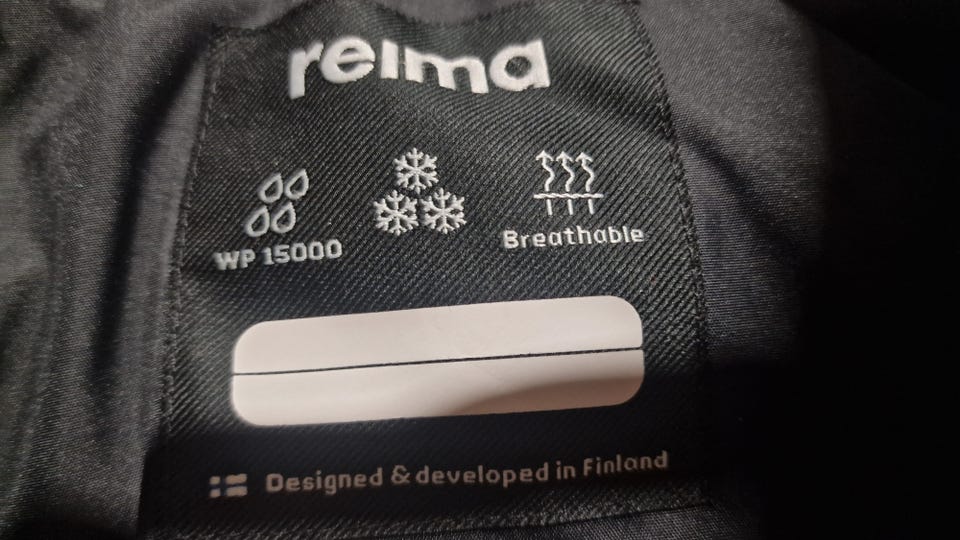 reima
WP 15000
Breathable
Designed & developed in Finland